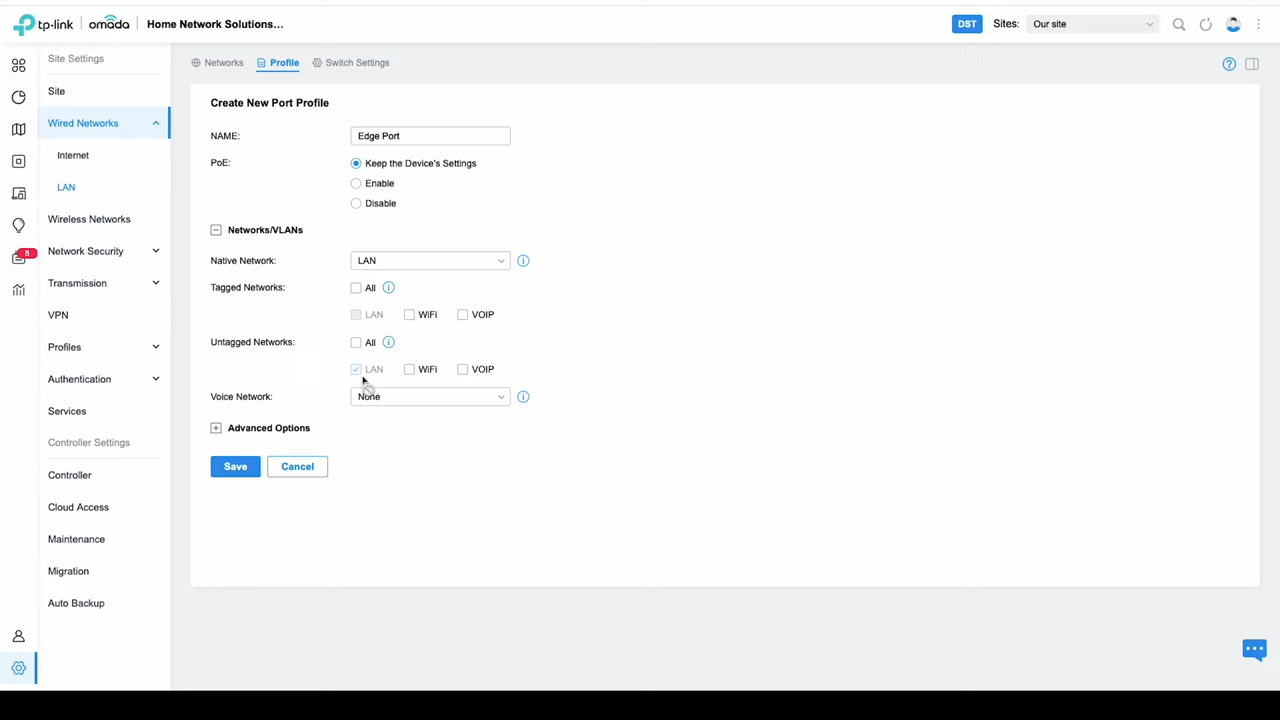 tp-link omada Home Network Solutions... DST Sites: Our site
Site Settings
Site
Wired Networks
Internet
LAN
Wireless Networks
Network Security
8
Transmission
VPN
Profiles
Authentication
Services
Controller Settings
Controller
Cloud Access
Maintenance
Migration
Auto Backup
Networks Profile Switch Settings
Create New Port Profile
NAME: Edge Port
PoE: Keep the Device's Settings
Enable
Disable
Networks/VLANs
Native Network: LAN
Tagged Networks: All
LAN WiFi VOIP
Untagged Networks: All
LAN WiFi VOIP
Voice Network: None
Advanced Options
Save Cancel